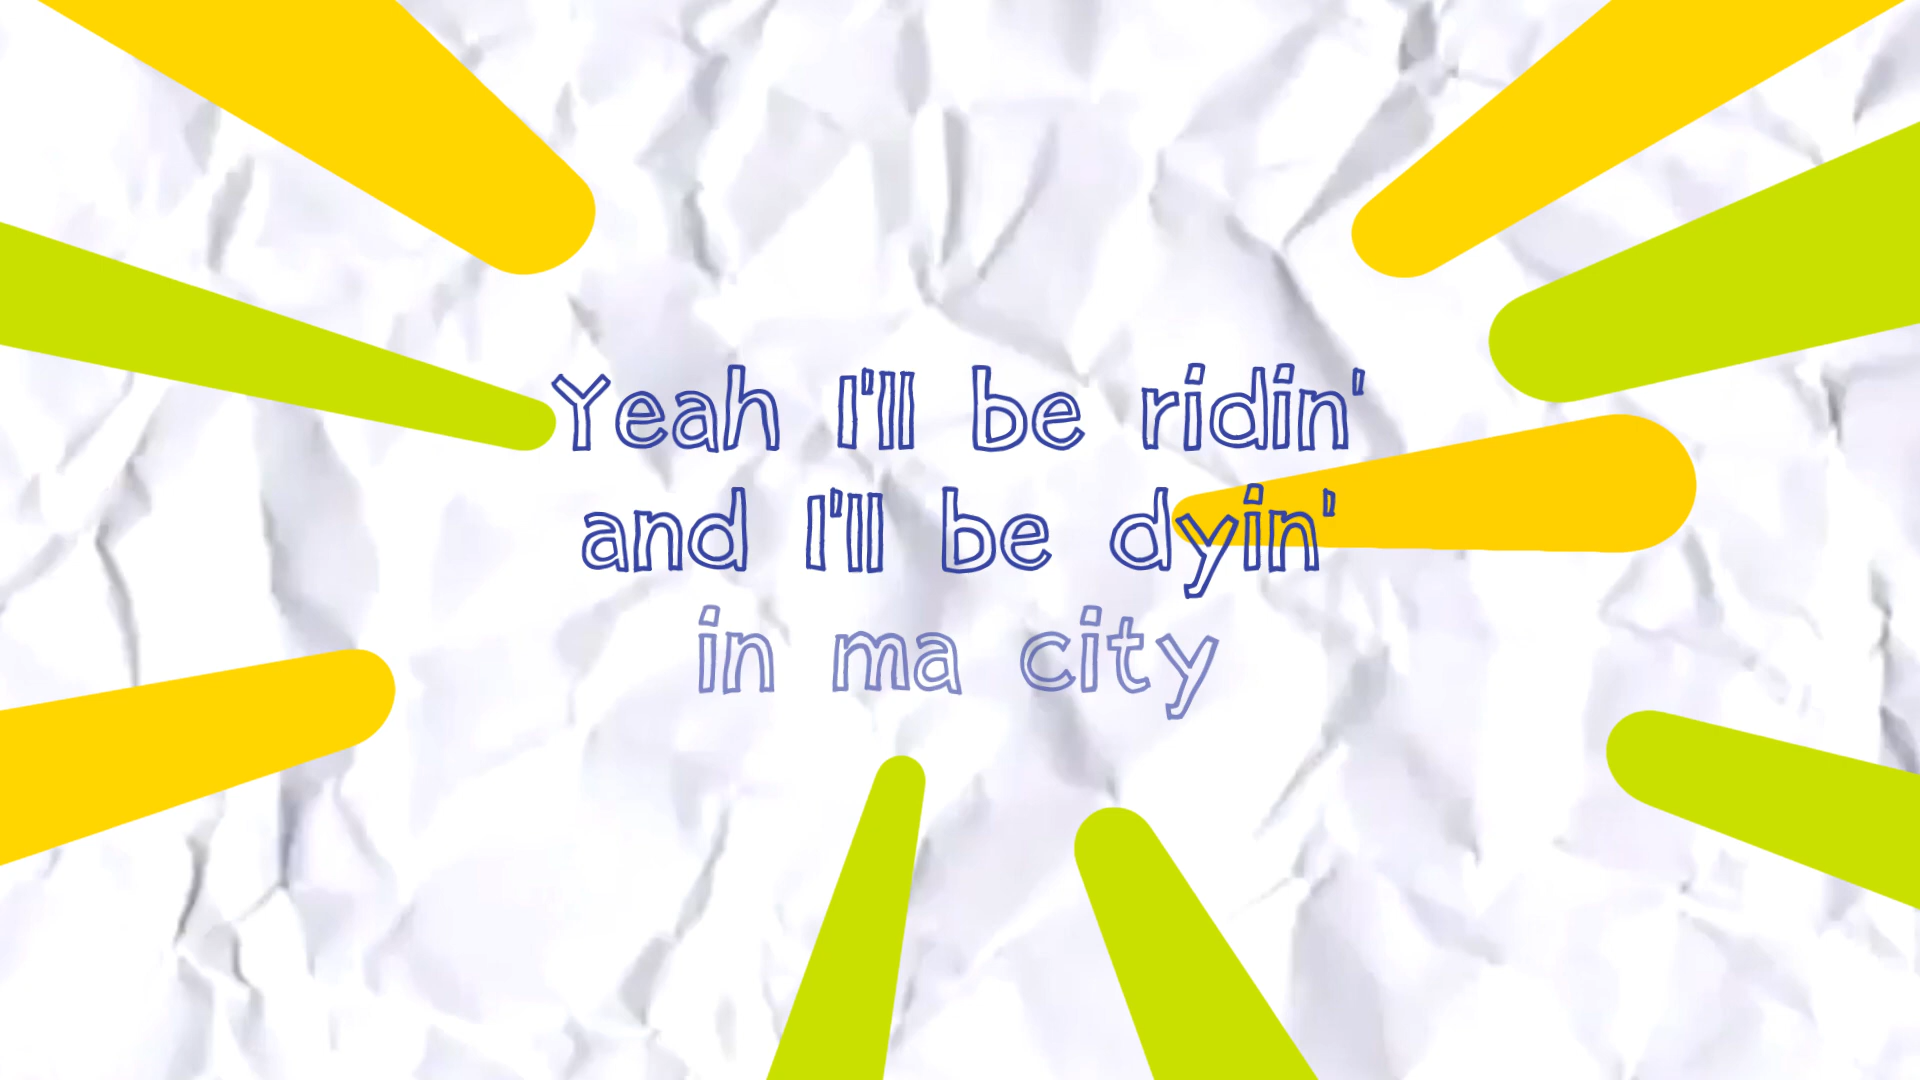 Yeah I'll be ridin'
and I'll be dyin'
in ma city